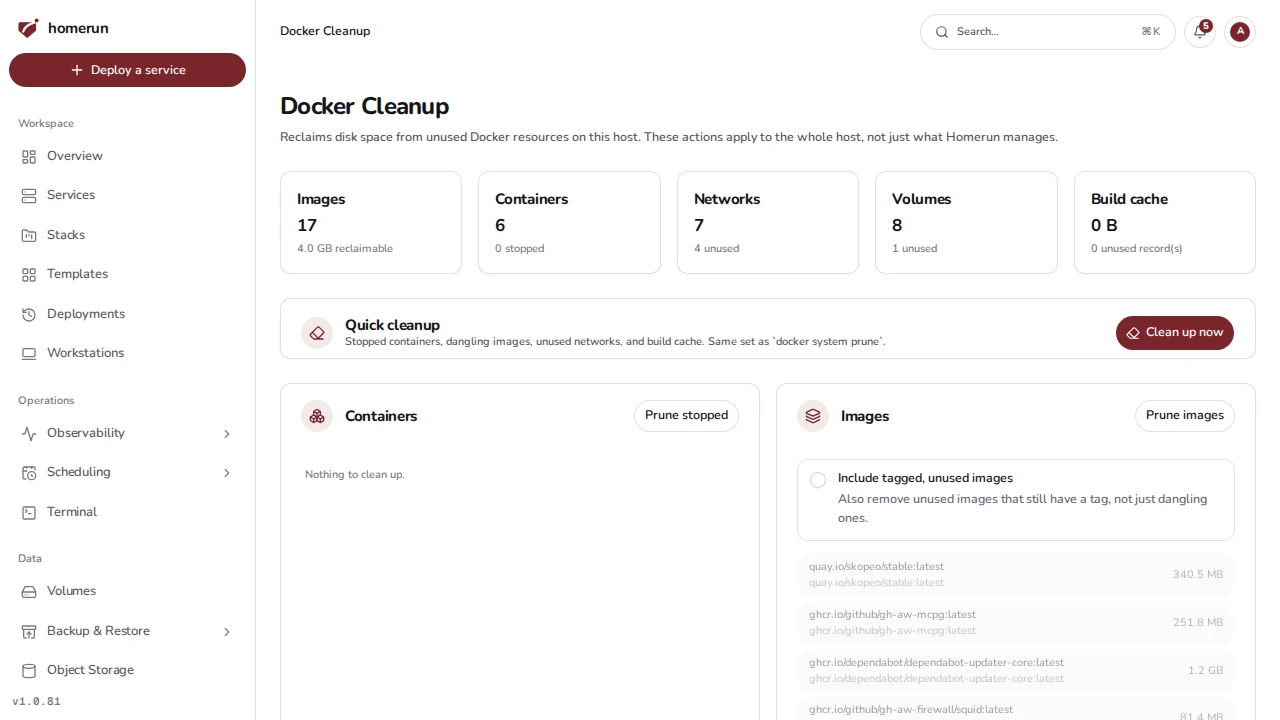 homerun
Deploy a service
Workspace
Overview
Services
Stacks
Templates
Deployments
Workstations
Operations
Observability
Scheduling
Terminal
Data
Volumes
Backup & Restore
Object Storage
v1.0.81
Docker Cleanup
Search...
⌘K
5
A
Docker Cleanup
Reclaims disk space from unused Docker resources on this host. These actions apply to the whole host, not just what Homerun manages.
Images
17
4.0 GB reclaimable
Containers
6
0 stopped
Networks
7
4 unused
Volumes
8
1 unused
Build cache
0 B
0 unused record(s)
Quick cleanup
Stopped containers, dangling images, unused networks, and build cache. Same set as `docker system prune`.
Clean up now
Containers
Prune stopped
Nothing to clean up.
Images
Prune images
Include tagged, unused images
Also remove unused images that still have a tag, not just dangling
ones.
quay.io/skopeo/stable:latest
quay.io/skopeo/stable:latest
340.5 MB
ghcr.io/github/gh-aw-mcpg:latest
ghcr.io/github/gh-aw-mcpg:latest
251.8 MB
ghcr.io/dependabot/dependabot-updater-core:latest
ghcr.io/dependabot/dependabot-updater-core:latest
1.2 GB
ghcr.io/github/gh-aw-firewall/squid:latest
81.4 MB